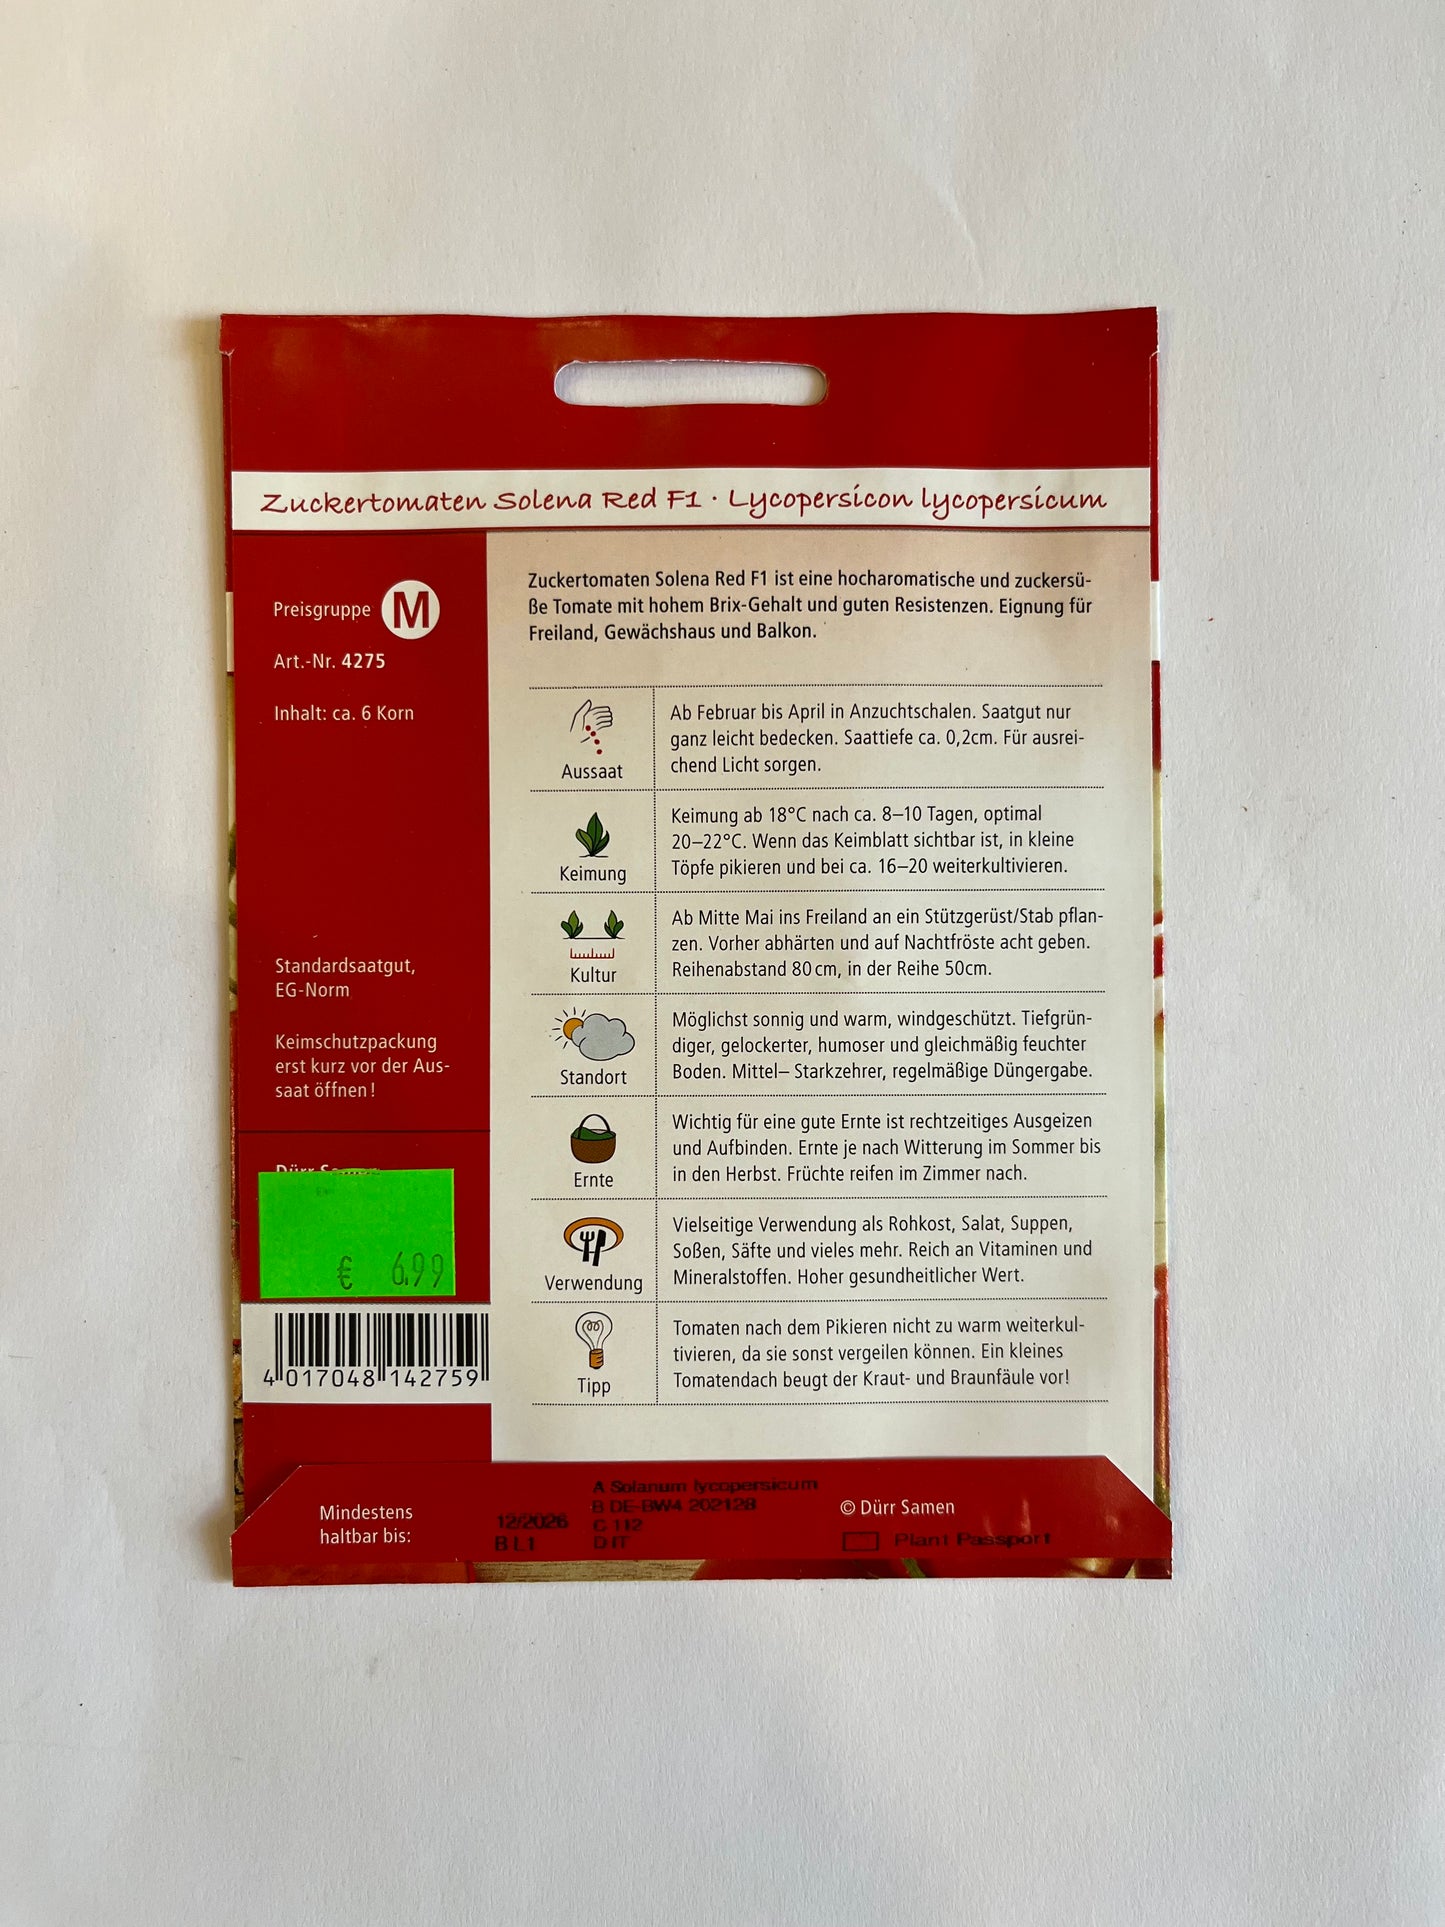 Zuckertomaten Solena Red F1 · Lycopersicon lycopersicum
Preisgruppe M
Art.-Nr. 4275
Inhalt: ca. 6 Korn
Standardsaatgut,
EG-Norm
Keimschutzpackung
erst kurz vor der Aus-
saat öffnen!
€ 6.99
4 017048 142759
Zuckertomaten Solena Red F1 ist eine hocharomatische und zuckersü-
ße Tomate mit hohem Brix-Gehalt und guten Resistenzen. Eignung für
Freiland, Gewächshaus und Balkon.
Aussaat
Ab Februar bis April in Anzuchtschalen. Saatgut nur
ganz leicht bedecken. Saattiefe ca. 0,2cm. Für ausrei-
chend Licht sorgen.
Keimung
Keimung ab 18°C nach ca. 8–10 Tagen, optimal
20–22°C. Wenn das Keimblatt sichtbar ist, in kleine
Töpfe pikieren und bei ca. 16–20 weiterkultivieren.
Kultur
Ab Mitte Mai ins Freiland an ein Stützgerüst/Stab pflan-
zen. Vorher abhärten und auf Nachtfröste acht geben.
Reihenabstand 80 cm, in der Reihe 50cm.
Standort
Möglichst sonnig und warm, windgeschützt. Tiefgrün-
diger, gelockerter, humoser und gleichmäßig feuchter
Boden. Mittel– Starkzehrer, regelmäßige Düngergabe.
Ernte
Wichtig für eine gute Ernte ist rechtzeitiges Ausgeizen
und Aufbinden. Ernte je nach Witterung im Sommer bis
in den Herbst. Früchte reifen im Zimmer nach.
Verwendung
Vielseitige Verwendung als Rohkost, Salat, Suppen,
Soßen, Säfte und vieles mehr. Reich an Vitaminen und
Mineralstoffen. Hoher gesundheitlicher Wert.
Tipp
Tomaten nach dem Pikieren nicht zu warm weiterkul-
tivieren, da sie sonst vergeilen können. Ein kleines
Tomatendach beugt der Kraut- und Braunfäule vor!
Mindestens
haltbar bis:
12/2026
B L1
A Solanum lycopersicum
B DE-BW4 202128
C 112
D IT
© Dürr Samen
Plant Passport